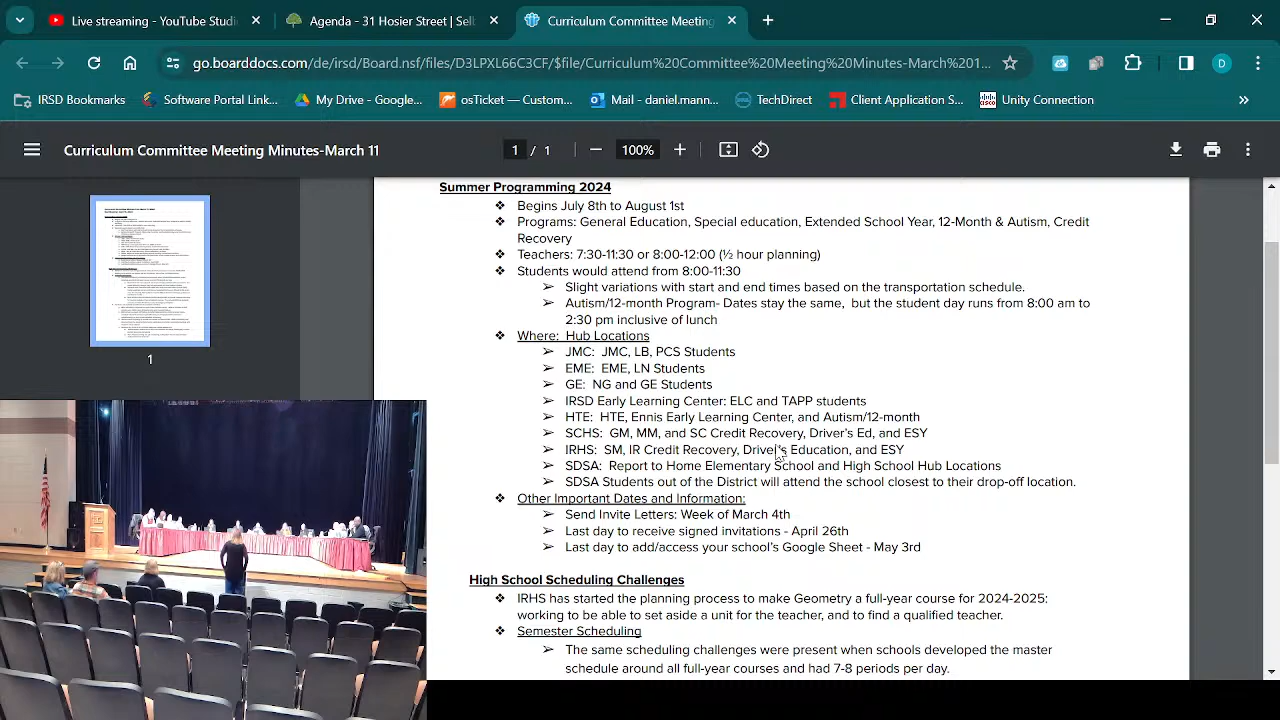 Live streaming - YouTube Studi
Agenda - 31 Hosier Street | Sel
Curriculum Committee Meeting
go.boarddocs.com/de/irsd/Board.nsf/files/D3LPXL66C3CF/$file/Curriculum%20Committee%20Meeting%20Minutes-March%201...
D
IRSD Bookmarks
Software Portal Link...
My Drive - Google...
osTicket — Custom...
Mail - daniel.mann...
TechDirect
Client Application S...
Unity Connection
Curriculum Committee Meeting Minutes-March 11
1 / 1
100%
1
Summer Programming 2024
❖ Begins July 8th to August 1st
❖ Programs: General Education, Special education, Extended School Year, 12-Month & Autism, Credit
Recovery
❖ Teachers 7:30-11:30 or 8:00-12:00 (½ hour planning)
❖ Students would attend from 8:00-11:30
➢ Slight variations with start and end times based on the transportation schedule.
➢ Autism/12-month Program- Dates stay the same, but the student day runs from 8:00 am to
2:30 pm inclusive of lunch
❖ Where: Hub Locations
➢ JMC: JMC, LB, PCS Students
➢ EME: EME, LN Students
➢ GE: NG and GE Students
➢ IRSD Early Learning Center: ELC and TAPP students
➢ HTE: HTE, Ennis Early Learning Center, and Autism/12-month
➢ SCHS: GM, MM, and SC Credit Recovery, Driver's Ed, and ESY
➢ IRHS: SM, IR Credit Recovery, Driver's Education, and ESY
➢ SDSA: Report to Home Elementary School and High School Hub Locations
➢ SDSA Students out of the District will attend the school closest to their drop-off location.
❖ Other Important Dates and Information:
➢ Send Invite Letters: Week of March 4th
➢ Last day to receive signed invitations - April 26th
➢ Last day to add/access your school's Google Sheet - May 3rd
High School Scheduling Challenges
❖ IRHS has started the planning process to make Geometry a full-year course for 2024-2025:
working to be able to set aside a unit for the teacher, and to find a qualified teacher.
❖ Semester Scheduling
➢ The same scheduling challenges were present when schools developed the master
schedule around all full-year courses and had 7-8 periods per day.